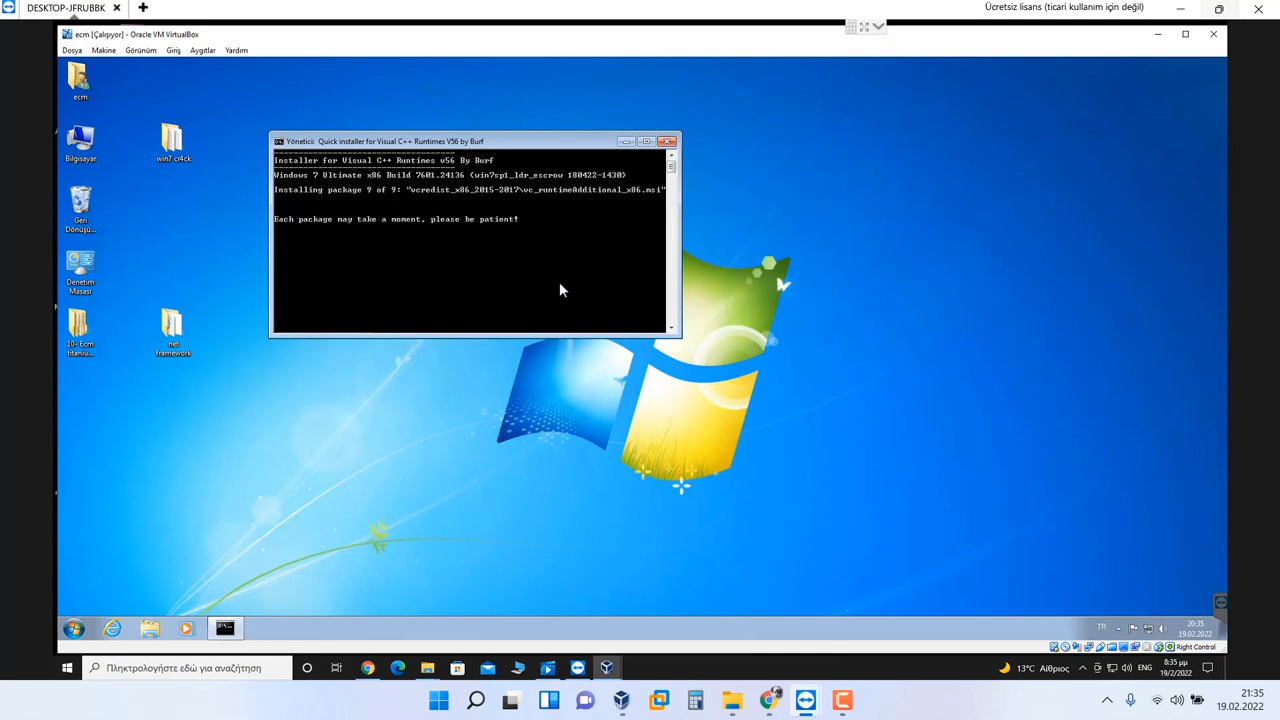 DESKTOP-JFRUBBK
Ücretsiz lisans (ticari kullanım için değil)
ecm [Çalışıyor] - Oracle VM VirtualBox
Dosya Makine Görünüm Giriş Aygıtlar Yardım
ecm
Bilgisayar
win7 cr4ck
Geri
Dönüşü...
Denetim
Masası
10- Ecm
titaniu...
net
framework
Yönetici: Quick installer for Visual C++ Runtimes V56 by Burf
Installer for Visual C++ Runtimes v56 By Burf
Windows 7 Ultimate x86 Build 7601.24136 (win7sp1_ldr_escrow 180422-1430)
Installing package 9 of 9: "vcredist_x86_2015-2017\vc_runtimeAdditional_x86.msi"
Each package may take a moment, please be patient!
TR
20:35
19.02.2022
Right Control
Πληκτρολογήστε εδώ για αναζήτηση
13°C Αίθριος
ENG
8:35 μμ
19/2/2022
21:35
19.02.2022